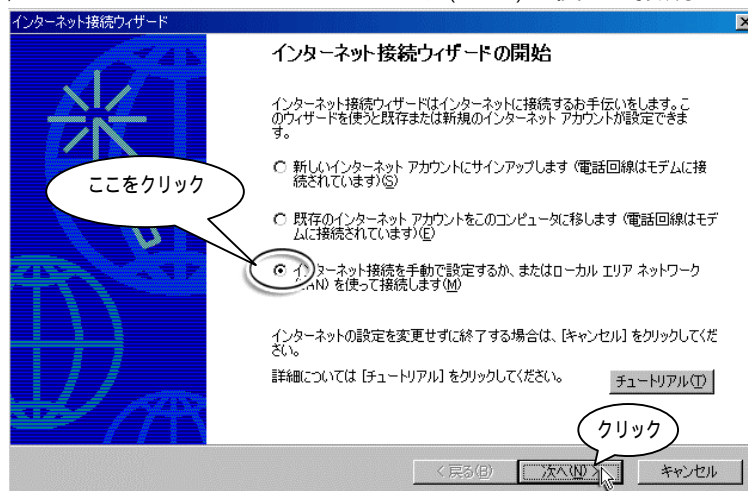 インターネット接続ウィザード
インターネット接続ウィザードの開始
インターネット接続ウィザードはインターネットに接続するお手伝いをします。こ
のウィザードを使うと既存または新規のインターネット アカウントが設定できま
す。
新しいインターネット アカウントにサインアップします (電話回線はモデムに接
続されています)(S)
ここをクリック
既存のインターネット アカウントをこのコンピュータに移します (電話回線はモデ
ムに接続されています)(E)
インターネット接続を手動で設定するか、またはローカル エリア ネットワーク
(LAN) を使って接続します(M)
インターネットの設定を変更せずに終了する場合は、[キャンセル] をクリックしてくだ
さい。
詳細については [チュートリアル] をクリックしてください。
チュートリアル(T)
クリック
< 戻る(B)
次へ(N) >
キャンセル